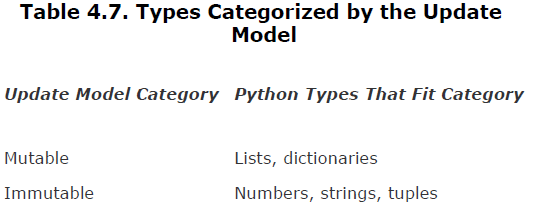 Table 4.7. Types Categorized by the Update
Model
Update Model Category Python Types That Fit Category
Mutable Lists, dictionaries
Immutable Numbers, strings, tuples